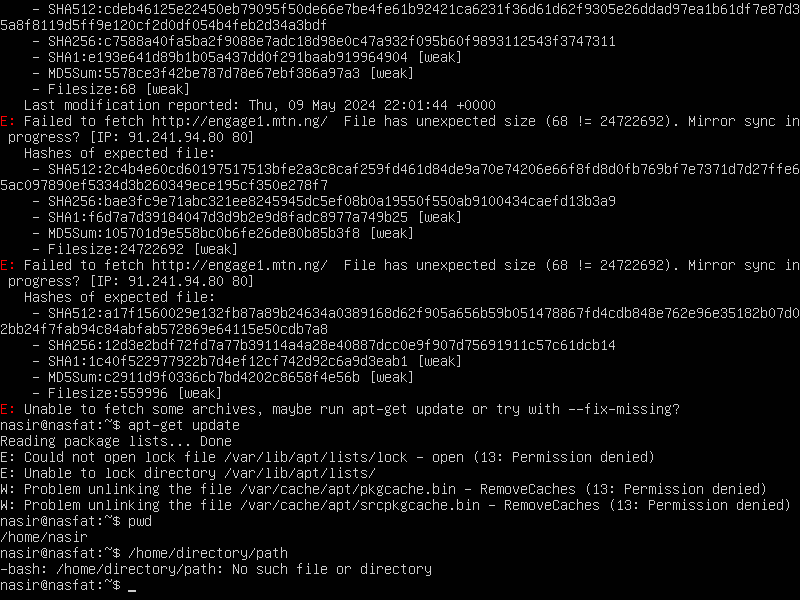 - SHA512:cdeb46125e22450eb79095f50de66e7be4fe61b92421ca6231f36d61d62f9305e26ddad97ea1b61df7e87d3
5a8f8119d5ff9e120cf2d0df054b4feb2d34a3bdf
    - SHA256:c7588a40fa5ba2f9088e7adc18d98e0c47a932f095b60f9893112543f3747311
    - SHA1:e193e641d89b1b05a437dd0f291baab919964904 [weak]
    - MD5Sum:5578ce3f42be787d78e67ebf386a97a3 [weak]
    - Filesize:68 [weak]
   Last modification reported: Thu, 09 May 2024 22:01:44 +0000
E: Failed to fetch http://engage1.mtn.ng/  File has unexpected size (68 != 24722692). Mirror sync in
 progress? [IP: 91.241.94.80 80]
   Hashes of expected file:
    - SHA512:2c4b4e60cd60197517513bfe2a3c8caf259fd461d84de9a70e74206e66f8fd8d0fb769bf7e7371d7d27ffe6
5ac097890ef5334d3b260349ece195cf350e278f7
    - SHA256:bae3fc9e71abc321ee8245945dc5ef08b0a19550f550ab9100434caefd13b3a9
    - SHA1:f6d7a7d39184047d3d9b2e9d8fadc8977a749b25 [weak]
    - MD5Sum:105701d9e558bc0b6fe26de80b85b3f8 [weak]
    - Filesize:24722692 [weak]
E: Failed to fetch http://engage1.mtn.ng/  File has unexpected size (68 != 24722692). Mirror sync in
 progress? [IP: 91.241.94.80 80]
   Hashes of expected file:
    - SHA512:a17f1560029e132fb87a89b24634a0389168d62f905a656b59b051478867fd4cdb848e762e96e35182b07d0
2bb24f7fab94c84abfab572869e64115e50cdb7a8
    - SHA256:12d3e2bdf72fd7a77b39114a4a28e40887dcc0e9f907d75691911c57c61dcb14
    - SHA1:1c40f522977922b7d4ef12cf742d92c6a9d3eab1 [weak]
    - MD5Sum:c2911d9f0336cb7bd4202c8658f4e56b [weak]
    - Filesize:559996 [weak]
E: Unable to fetch some archives, maybe run apt-get update or try with --fix-missing?
nasir@nasfat:~$ apt-get update
Reading package lists... Done
E: Could not open lock file /var/lib/apt/lists/lock - open (13: Permission denied)
E: Unable to lock directory /var/lib/apt/lists/
W: Problem unlinking the file /var/cache/apt/pkgcache.bin - RemoveCaches (13: Permission denied)
W: Problem unlinking the file /var/cache/apt/srcpkgcache.bin - RemoveCaches (13: Permission denied)
nasir@nasfat:~$ pwd
/home/nasir
nasir@nasfat:~$ /home/directory/path
-bash: /home/directory/path: No such file or directory
nasir@nasfat:~$ _